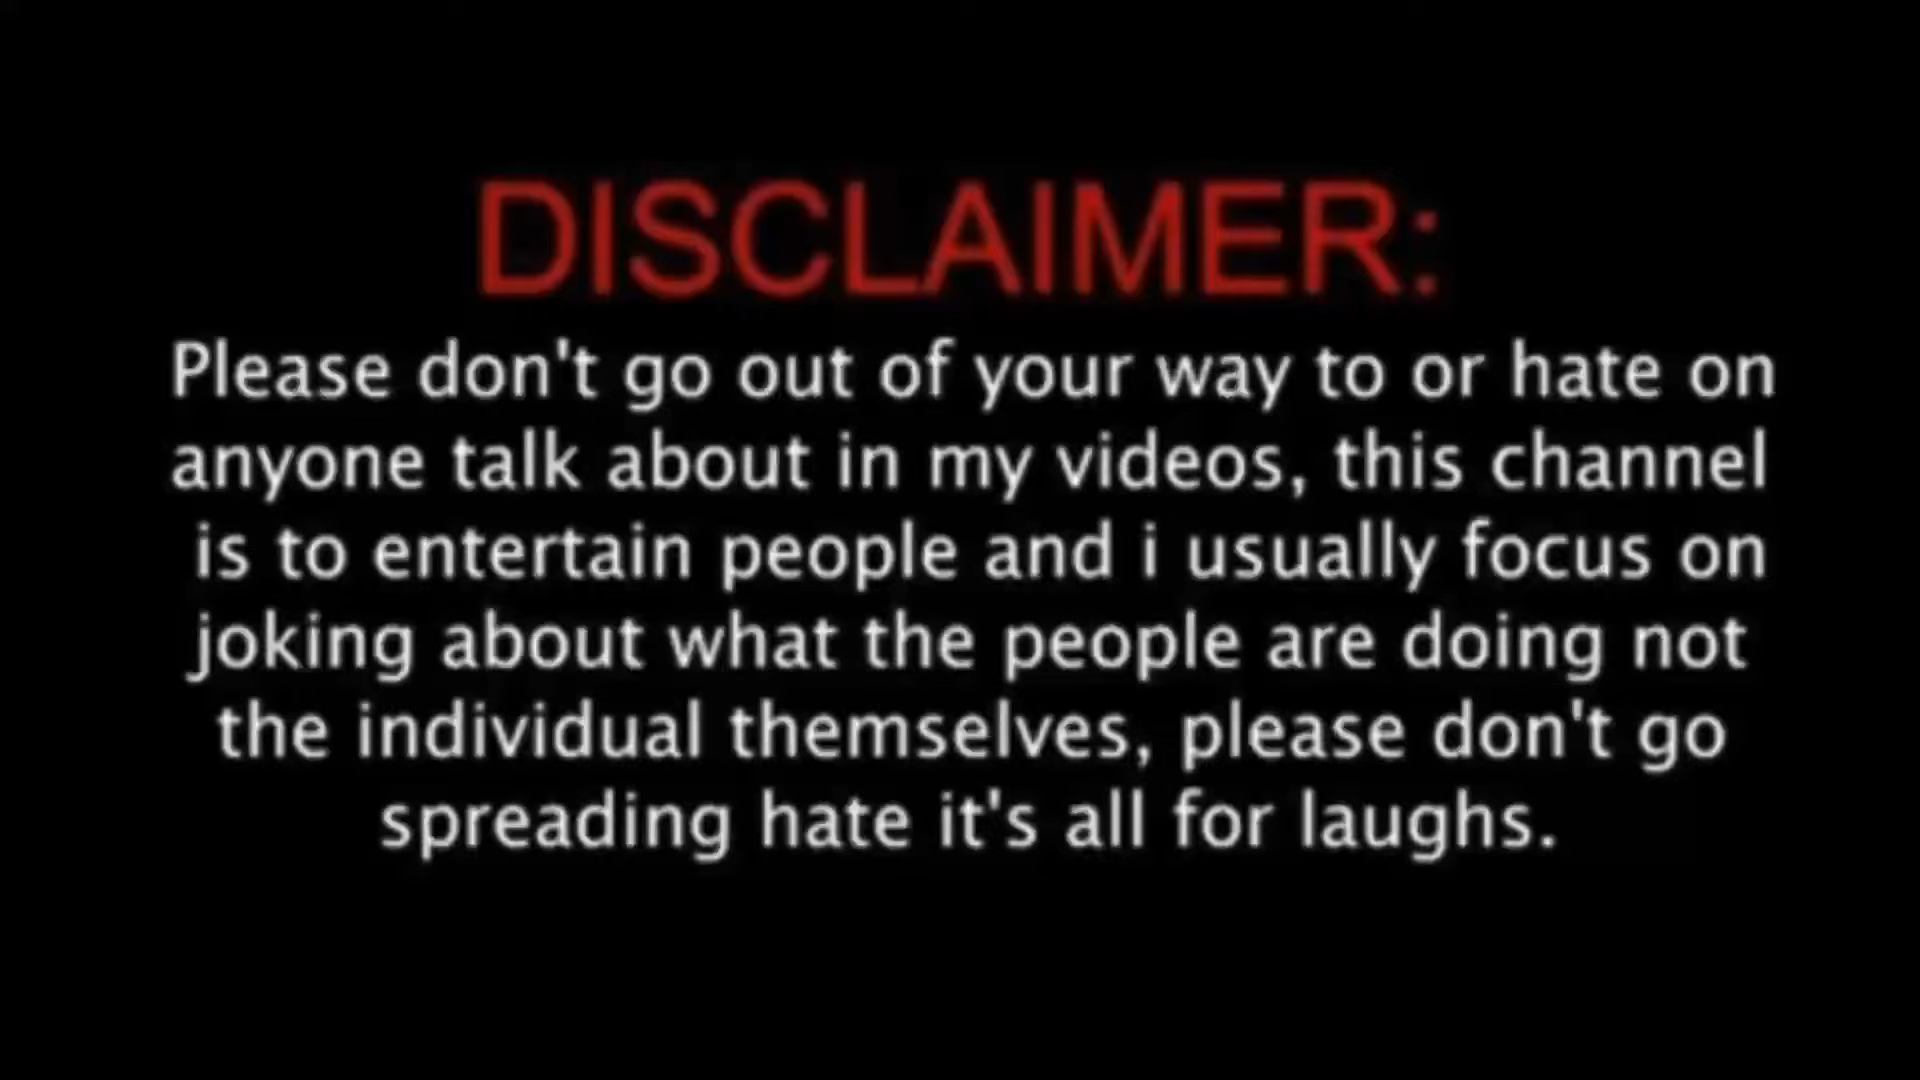 DISCLAIMER:
Please don't go out of your way to or hate on
anyone talk about in my videos, this channel
is to entertain people and i usually focus on
joking about what the people are doing not
the individual themselves, please don't go
spreading hate it's all for laughs.